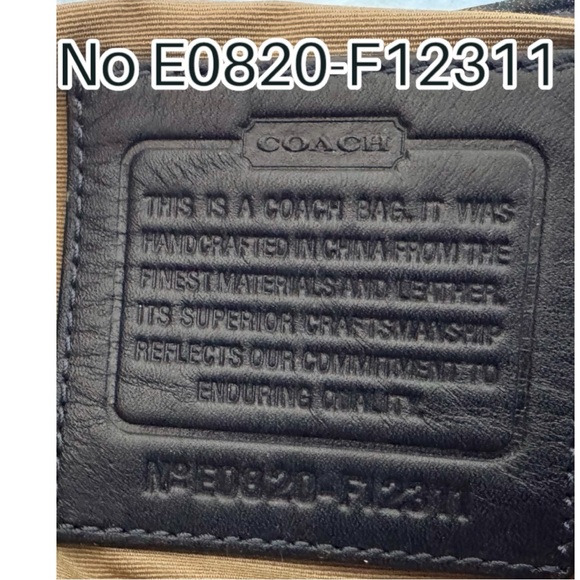 No E0820-F12311
COACH
THIS IS A COACH BAG. IT WAS
HANDCRAFTED IN CHINA FROM THE
FINEST MATERIALS AND LEATHER.
ITS SUPERIOR CRAFTSMANSHIP
REFLECTS OUR COMMITMENT TO
ENDURING QUALITY.
Nº E0820-F12311